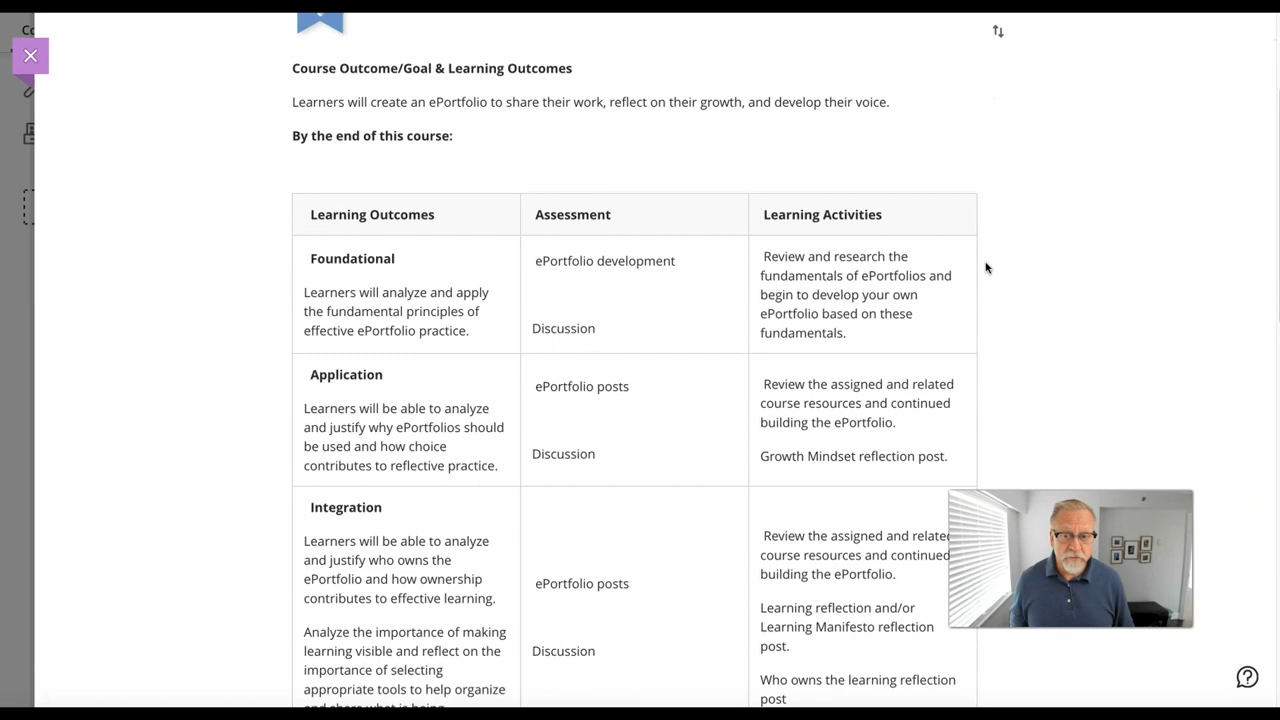 Co
Course Outcome/Goal & Learning Outcomes
Learners will create an ePortfolio to share their work, reflect on their growth, and develop their voice.
By the end of this course:
Learning Outcomes
Assessment
Learning Activities
Foundational
Learners will analyze and apply
the fundamental principles of
effective ePortfolio practice.
ePortfolio development
Discussion
Review and research the
fundamentals of ePortfolios and
begin to develop your own
ePortfolio based on these
fundamentals.
Application
Learners will be able to analyze
and justify why ePortfolios should
be used and how choice
contributes to reflective practice.
ePortfolio posts
Discussion
Review the assigned and related
course resources and continued
building the ePortfolio.
Growth Mindset reflection post.
Integration
Learners will be able to analyze
and justify who owns the
ePortfolio and how ownership
contributes to effective learning.
Analyze the importance of making
learning visible and reflect on the
importance of selecting
appropriate tools to help organize
ePortfolio posts
Discussion
Review the assigned and related
course resources and continued
building the ePortfolio.
Learning reflection and/or
Learning Manifesto reflection
post.
Who owns the learning reflection
post